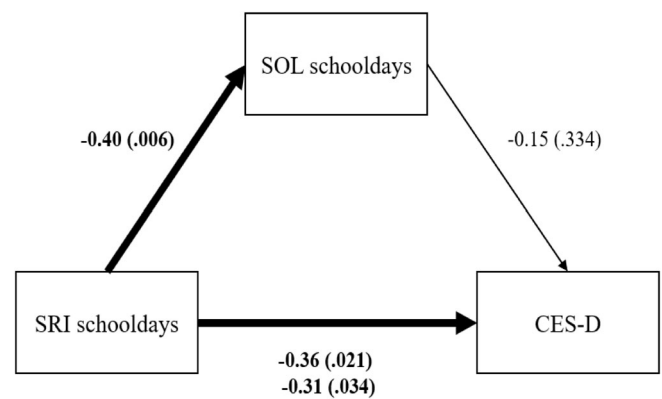 SOL schooldays
-0.40 (.006)
-0.15 (.334)
SRI schooldays
CES-D
-0.36 (.021)
-0.31 (.034)